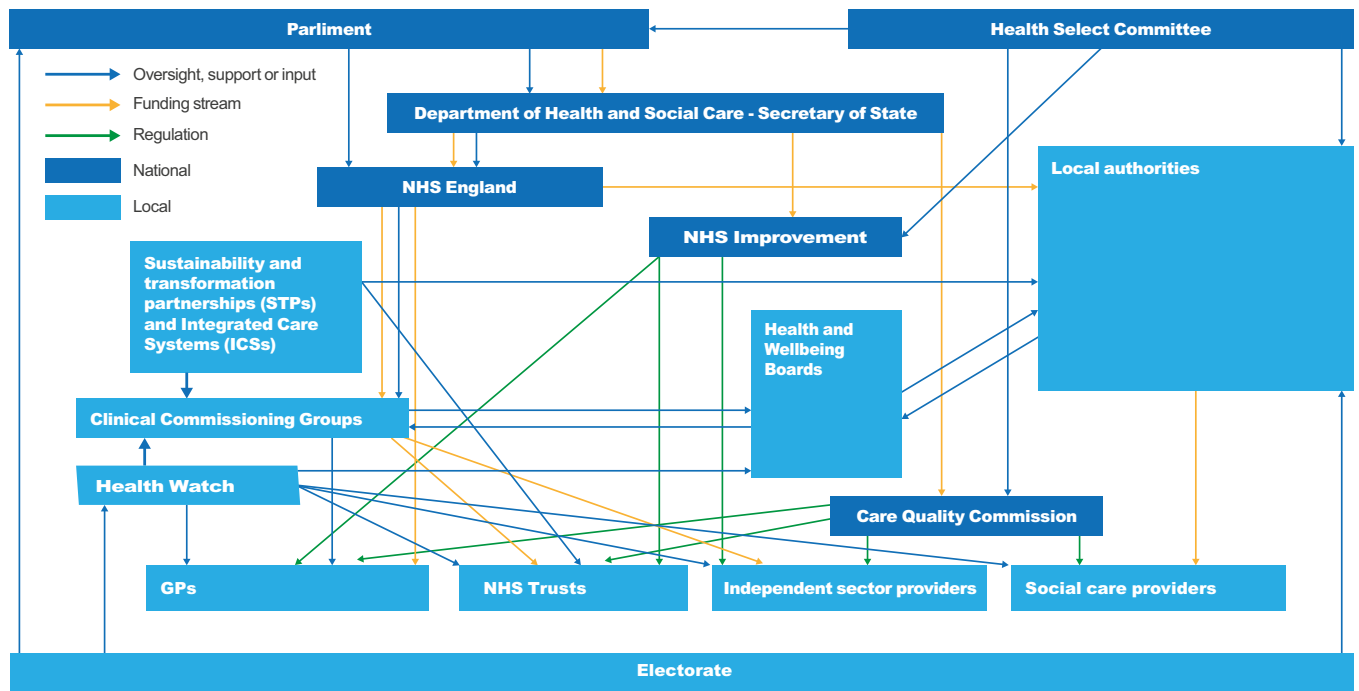 Parliment
Health Select Committee
Oversight, support or input
Funding stream
Regulation
National
Local
Department of Health and Social Care - Secretary of State
Local authorities
NHS England
NHS Improvement
Sustainability and
transformation
partnerships (STPs)
and Integrated Care
Systems (ICSs)
Health and
Wellbeing
Boards
Clinical Commissioning Groups
Health Watch
Care Quality Commission
GPs
NHS Trusts
Independent sector providers
Social care providers
Electorate